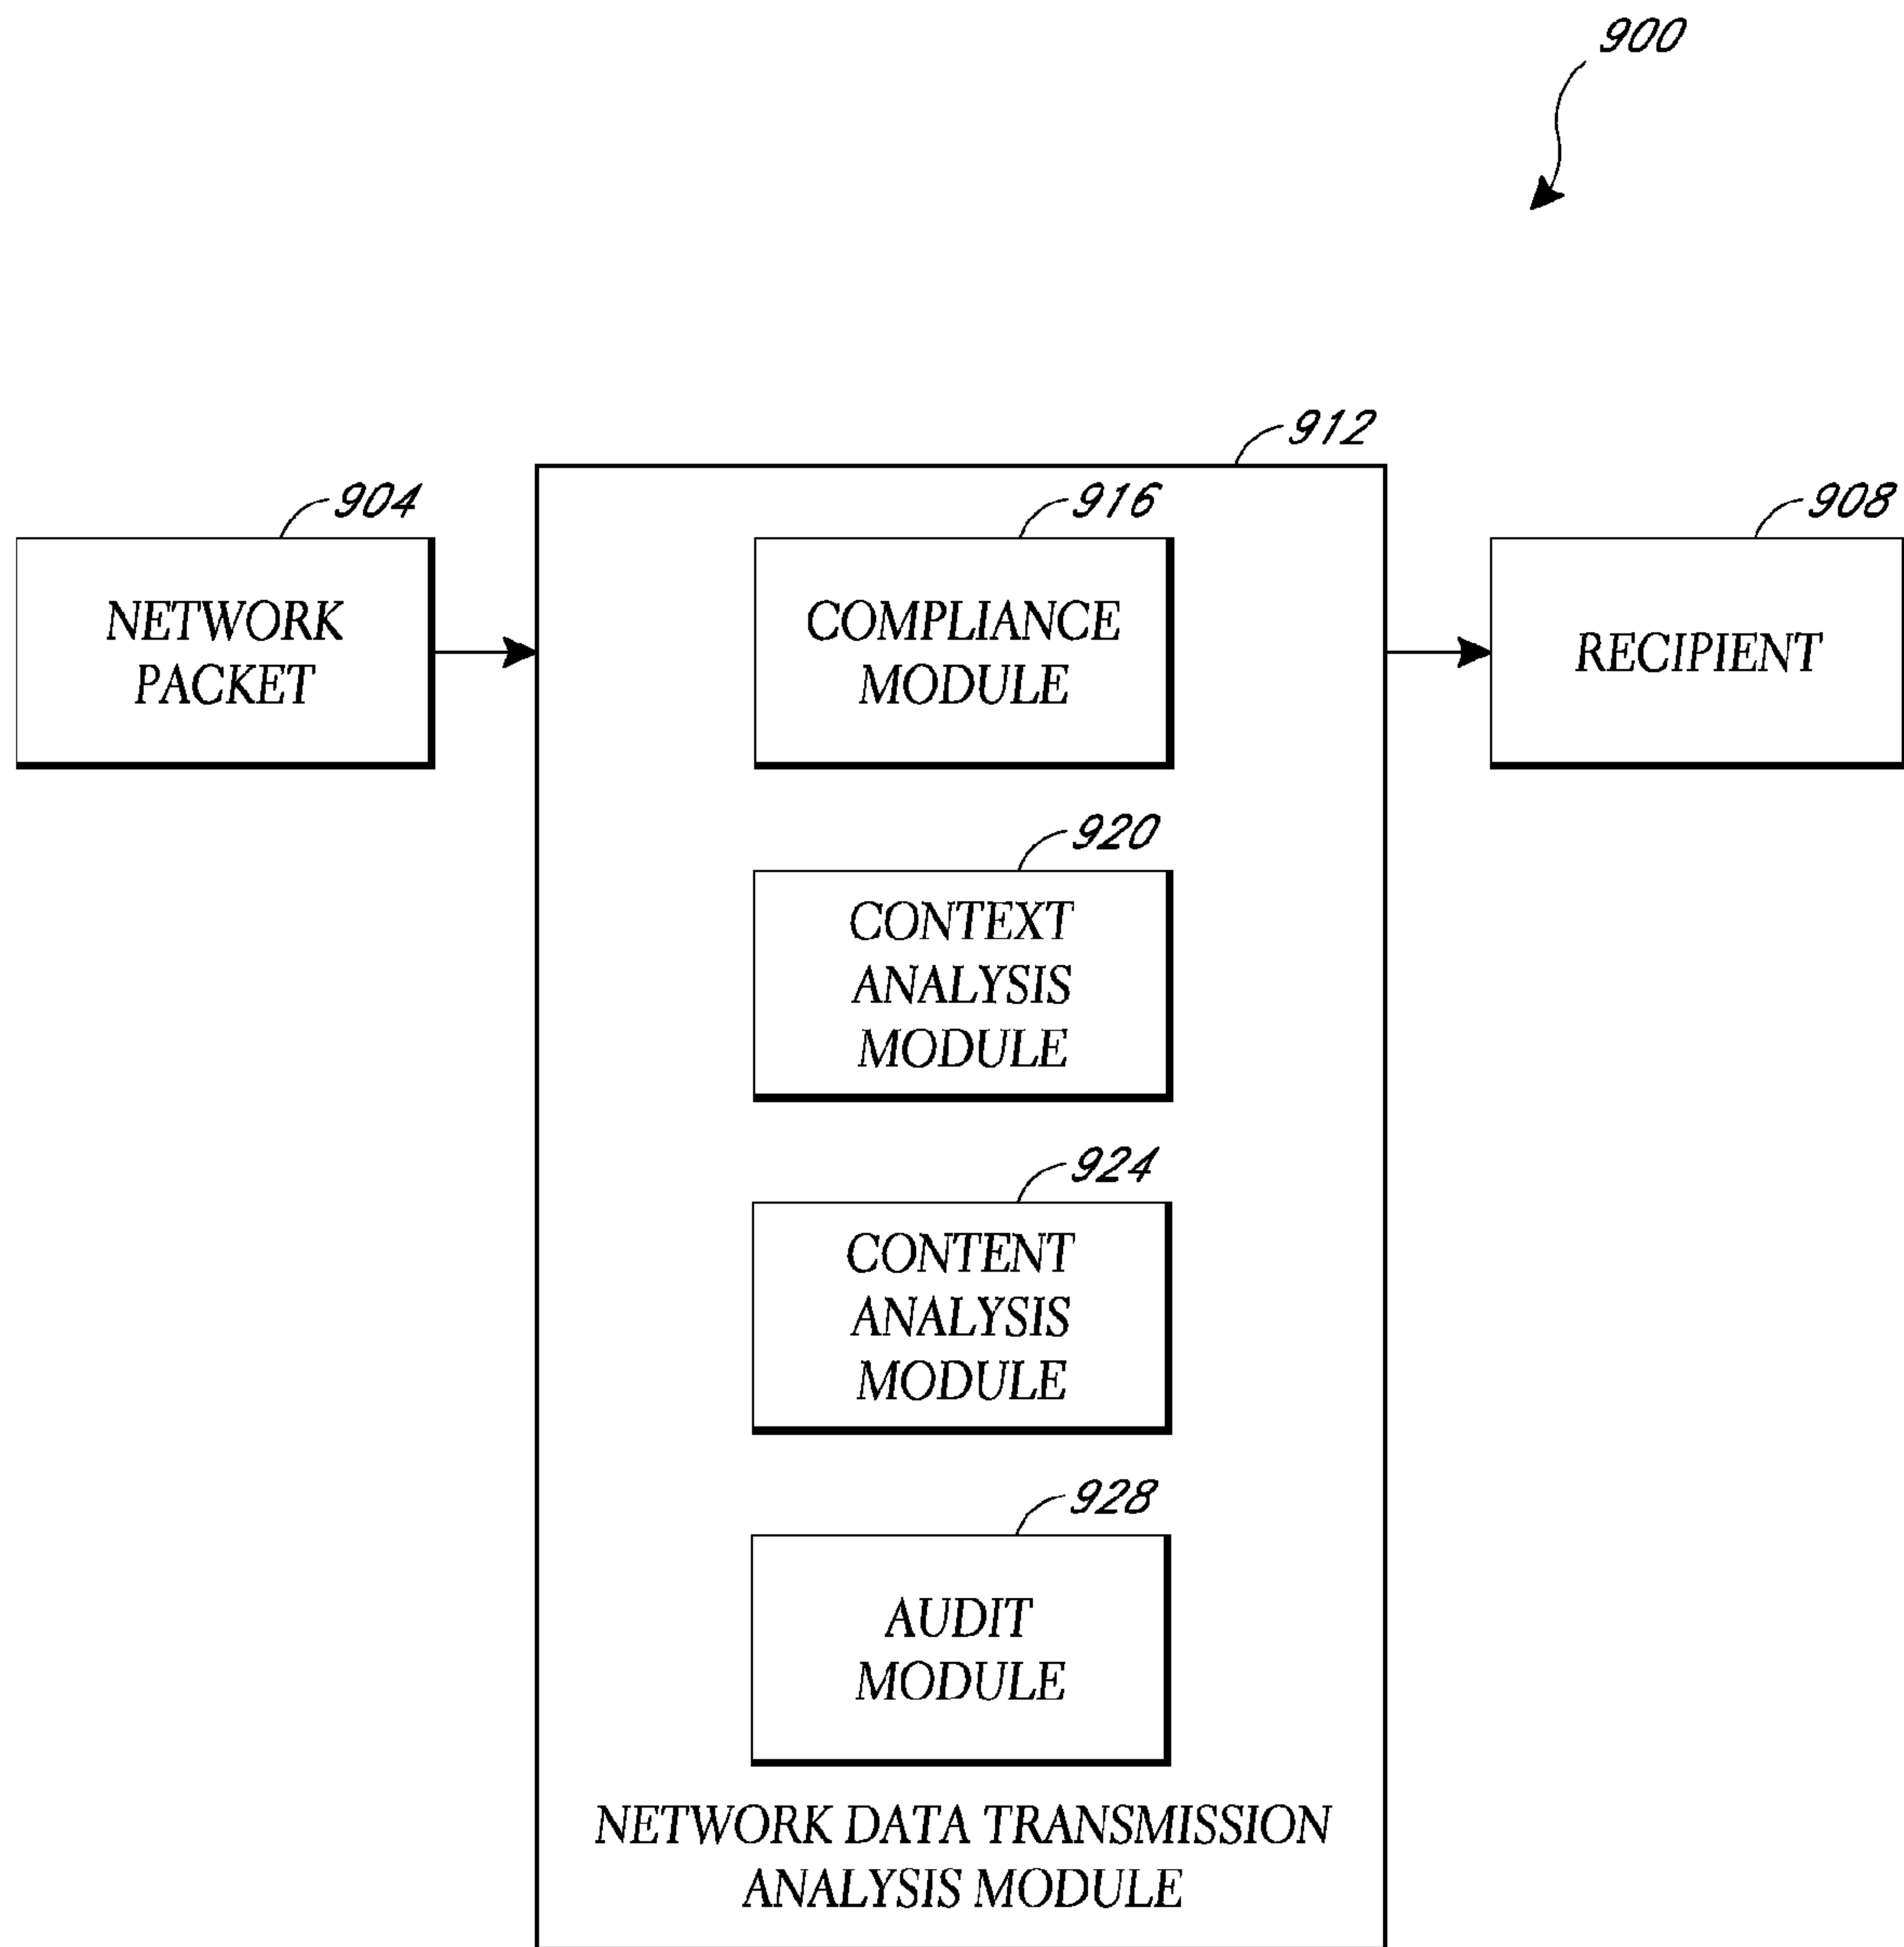 900
912
904
916
908
NETWORK
PACKET
COMPLIANCE
MODULE
RECIPIENT
920
CONTEXT
ANALYSIS
MODULE
924
CONTENT
ANALYSIS
MODULE
928
AUDIT
MODULE
NETWORK DATA TRANSMISSION
ANALYSIS MODULE